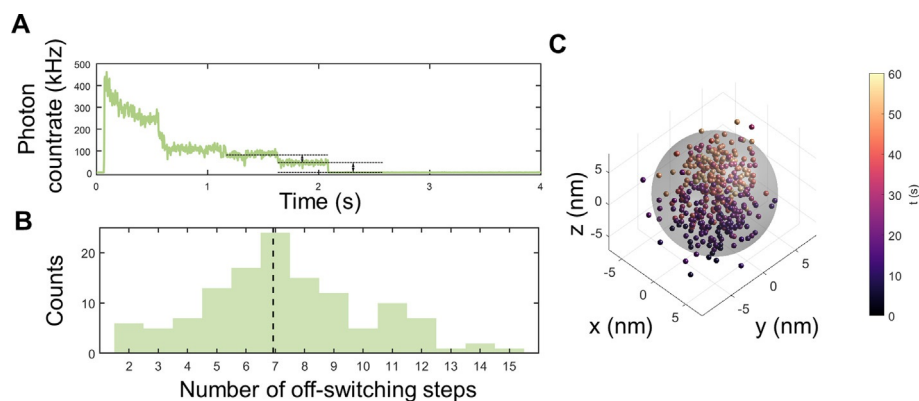 A
Photon
countrate (kHz)
500
400
300
200
100
0
0 1 2 3 4
Time (s)
B
Counts
20
10
0
2 3 4 5 6 7 8 9 10 11 12 13 14 15
Number of off-switching steps
C
z (nm)
5
0
-5
-5 0 5
x (nm)
-5 0 5
y (nm)
60
50
40
30
20
10
0
t (s)